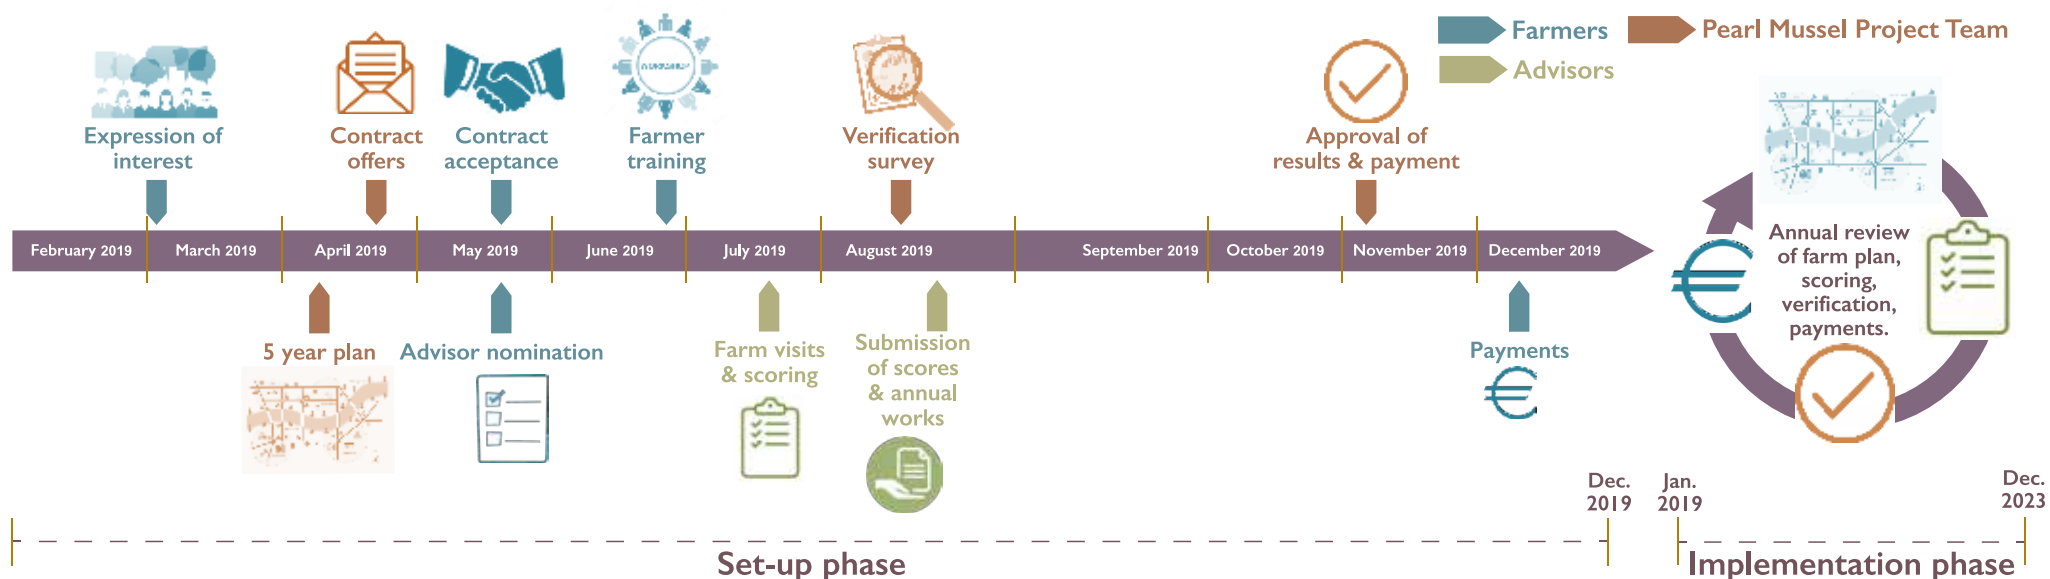 Farmers
Pearl Mussel Project Team
Advisors
WORKSHOP
Expression of
interest
Contract
offers
Contract
acceptance
Farmer
training
Verification
survey
Approval of
results & payment
February 2019
March 2019
April 2019
May 2019
June 2019
July 2019
August 2019
September 2019
October 2019
November 2019
December 2019
5 year plan
Advisor nomination
Farm visits
& scoring
Submission
of scores
& annual
works
Payments
Annual review
of farm plan,
scoring,
verification,
payments.
Dec.
2019
Jan.
2019
Dec.
2023
Set-up phase
Implementation phase